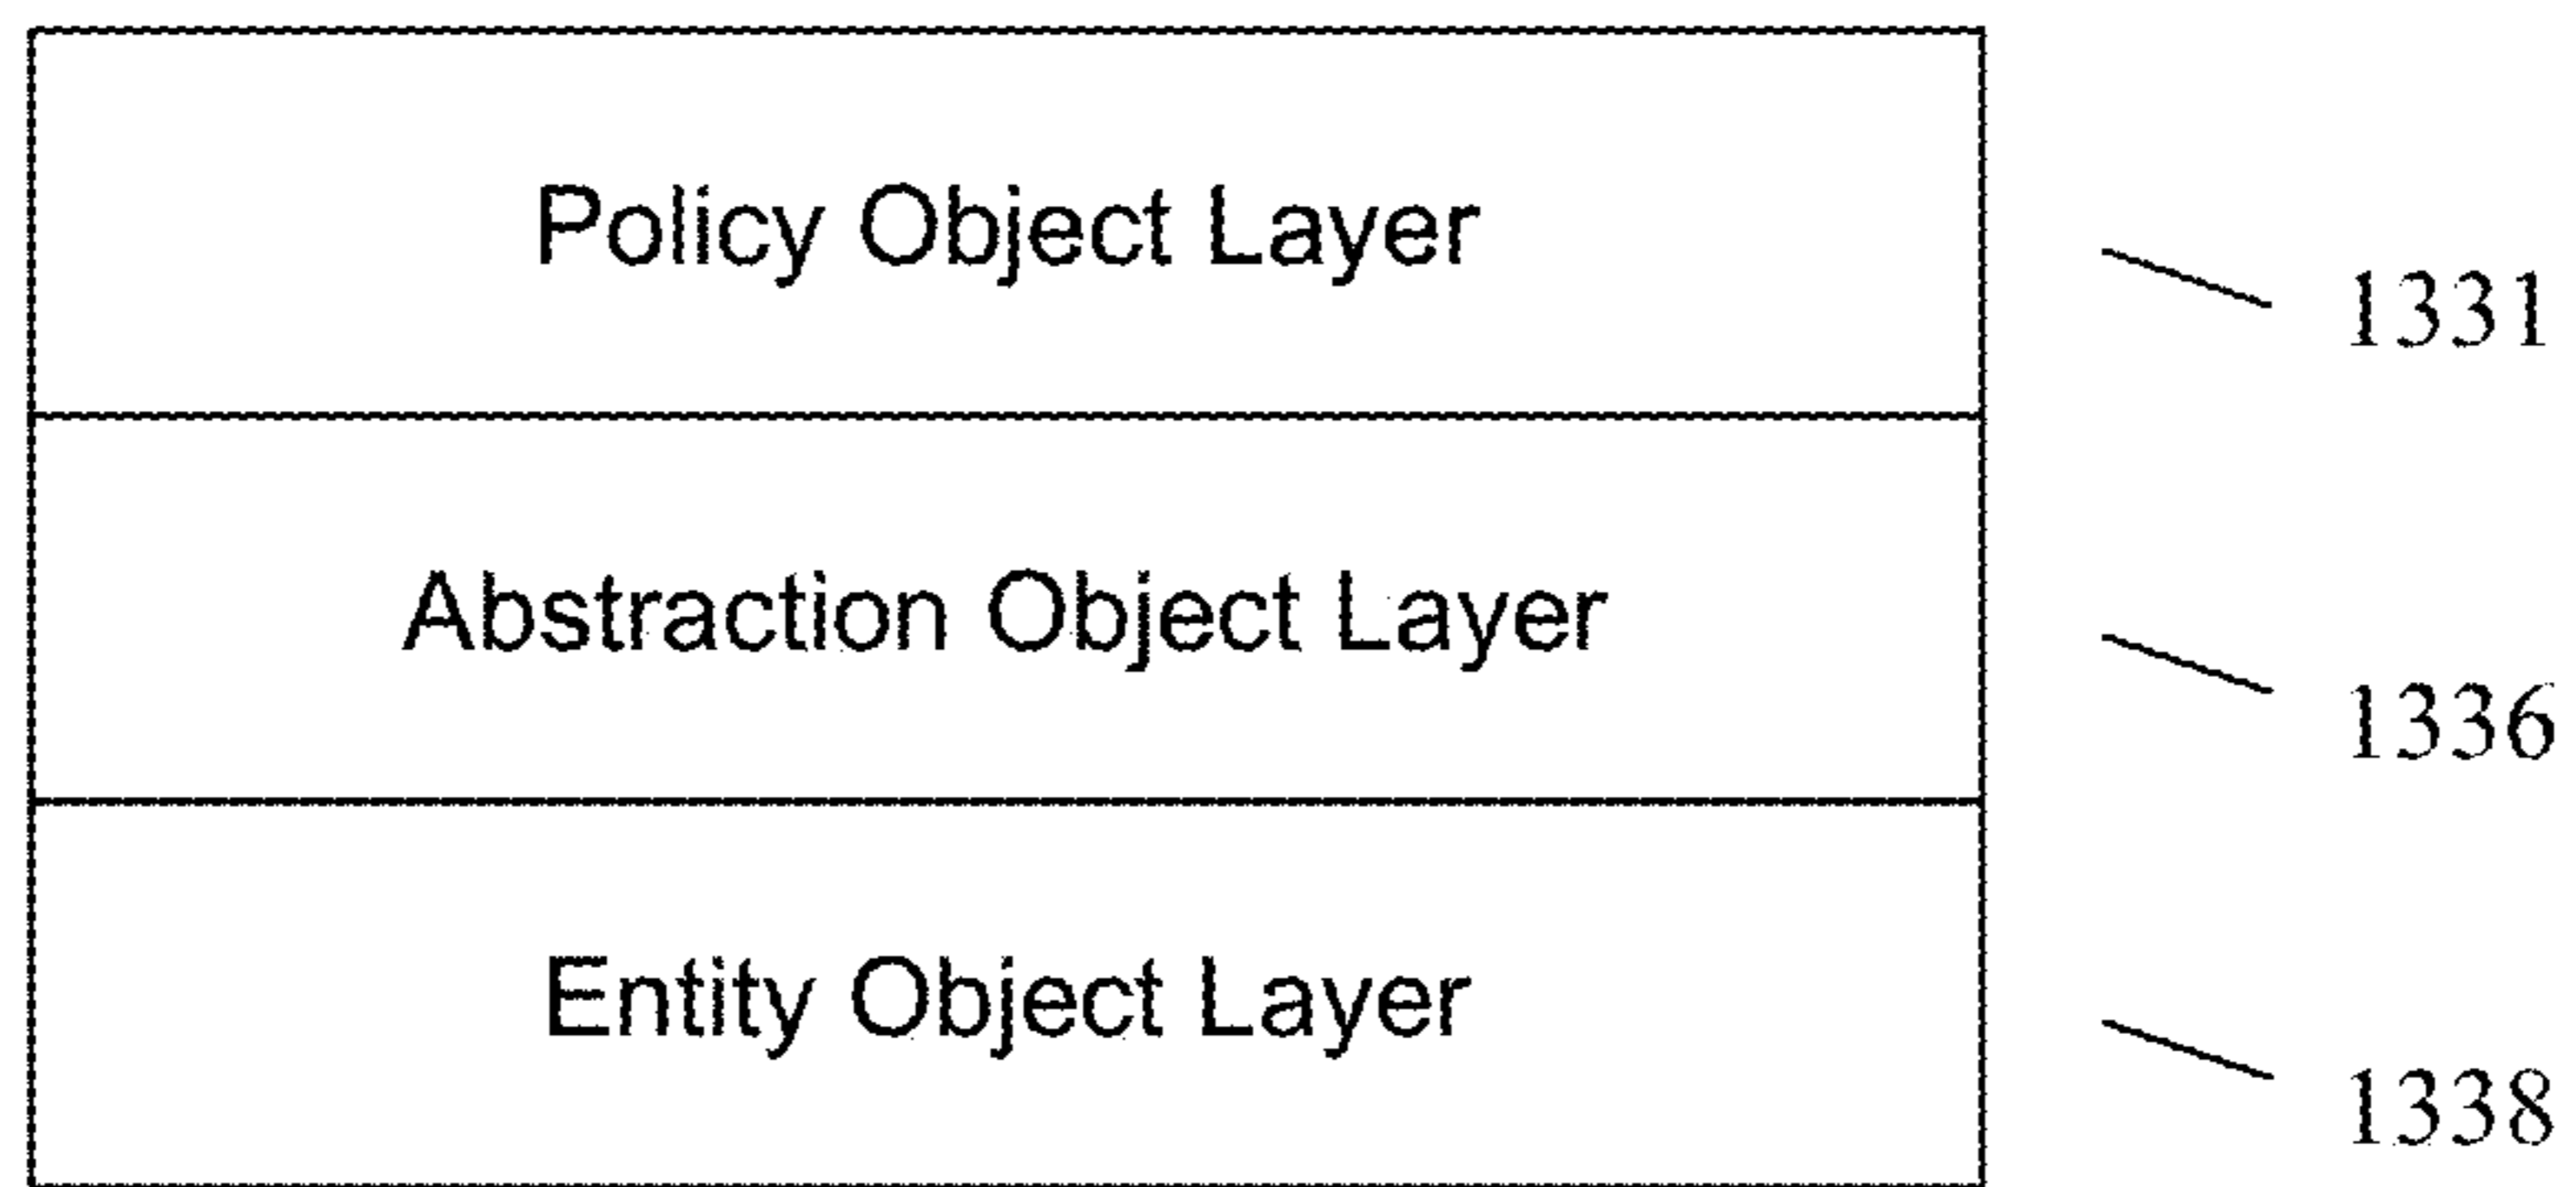 Policy Object Layer
1331
Abstraction Object Layer
1336
Entity Object Layer
1338